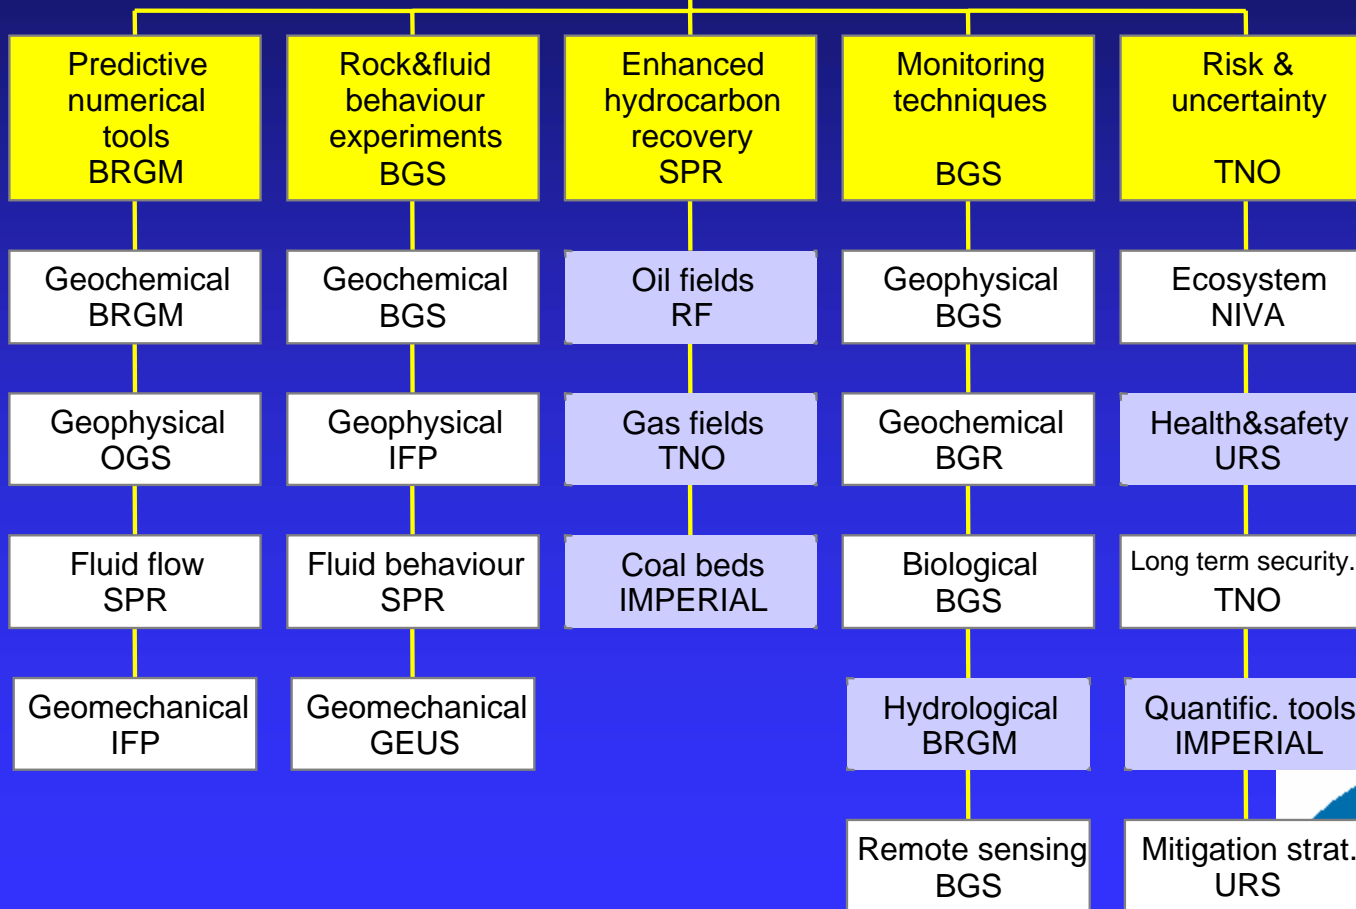 Predictive
numerical
tools
BRGM
Rock&fluid
behaviour
experiments
BGS
Enhanced
hydrocarbon
recovery
SPR
Monitoring
techniques
BGS
Risk &
uncertainty
TNO
Geochemical
BRGM
Geochemical
BGS
Oil fields
RF
Geophysical
BGS
Ecosystem
NIVA
Geophysical
OGS
Geophysical
IFP
Gas fields
TNO
Geochemical
BGR
Health&safety
URS
Fluid flow
SPR
Fluid behaviour
SPR
Coal beds
IMPERIAL
Biological
BGS
Long term security.
TNO
Geomechanical
IFP
Geomechanical
GEUS
Hydrological
BRGM
Quantific. tools
IMPERIAL
Remote sensing
BGS
Mitigation strat.
URS